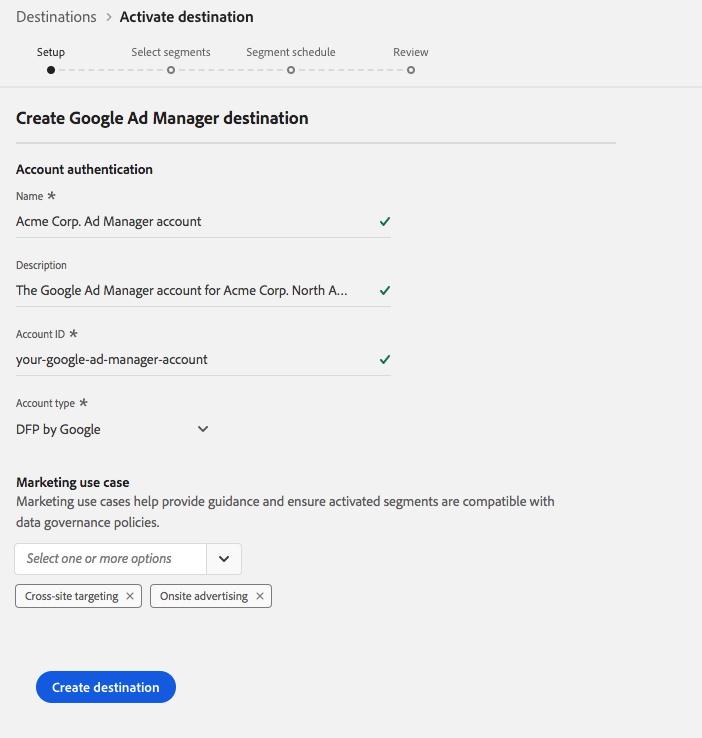 Destinations > Activate destination
Setup Select segments Segment schedule Review
Create Google Ad Manager destination
Account authentication
Name *
Acme Corp. Ad Manager account
Description
The Google Ad Manager account for Acme Corp. North A...
Account ID *
your-google-ad-manager-account
Account type *
DFP by Google
Marketing use case
Marketing use cases help provide guidance and ensure activated segments are compatible with
data governance policies.
Select one or more options
Cross-site targeting × Onsite advertising ×
Create destination